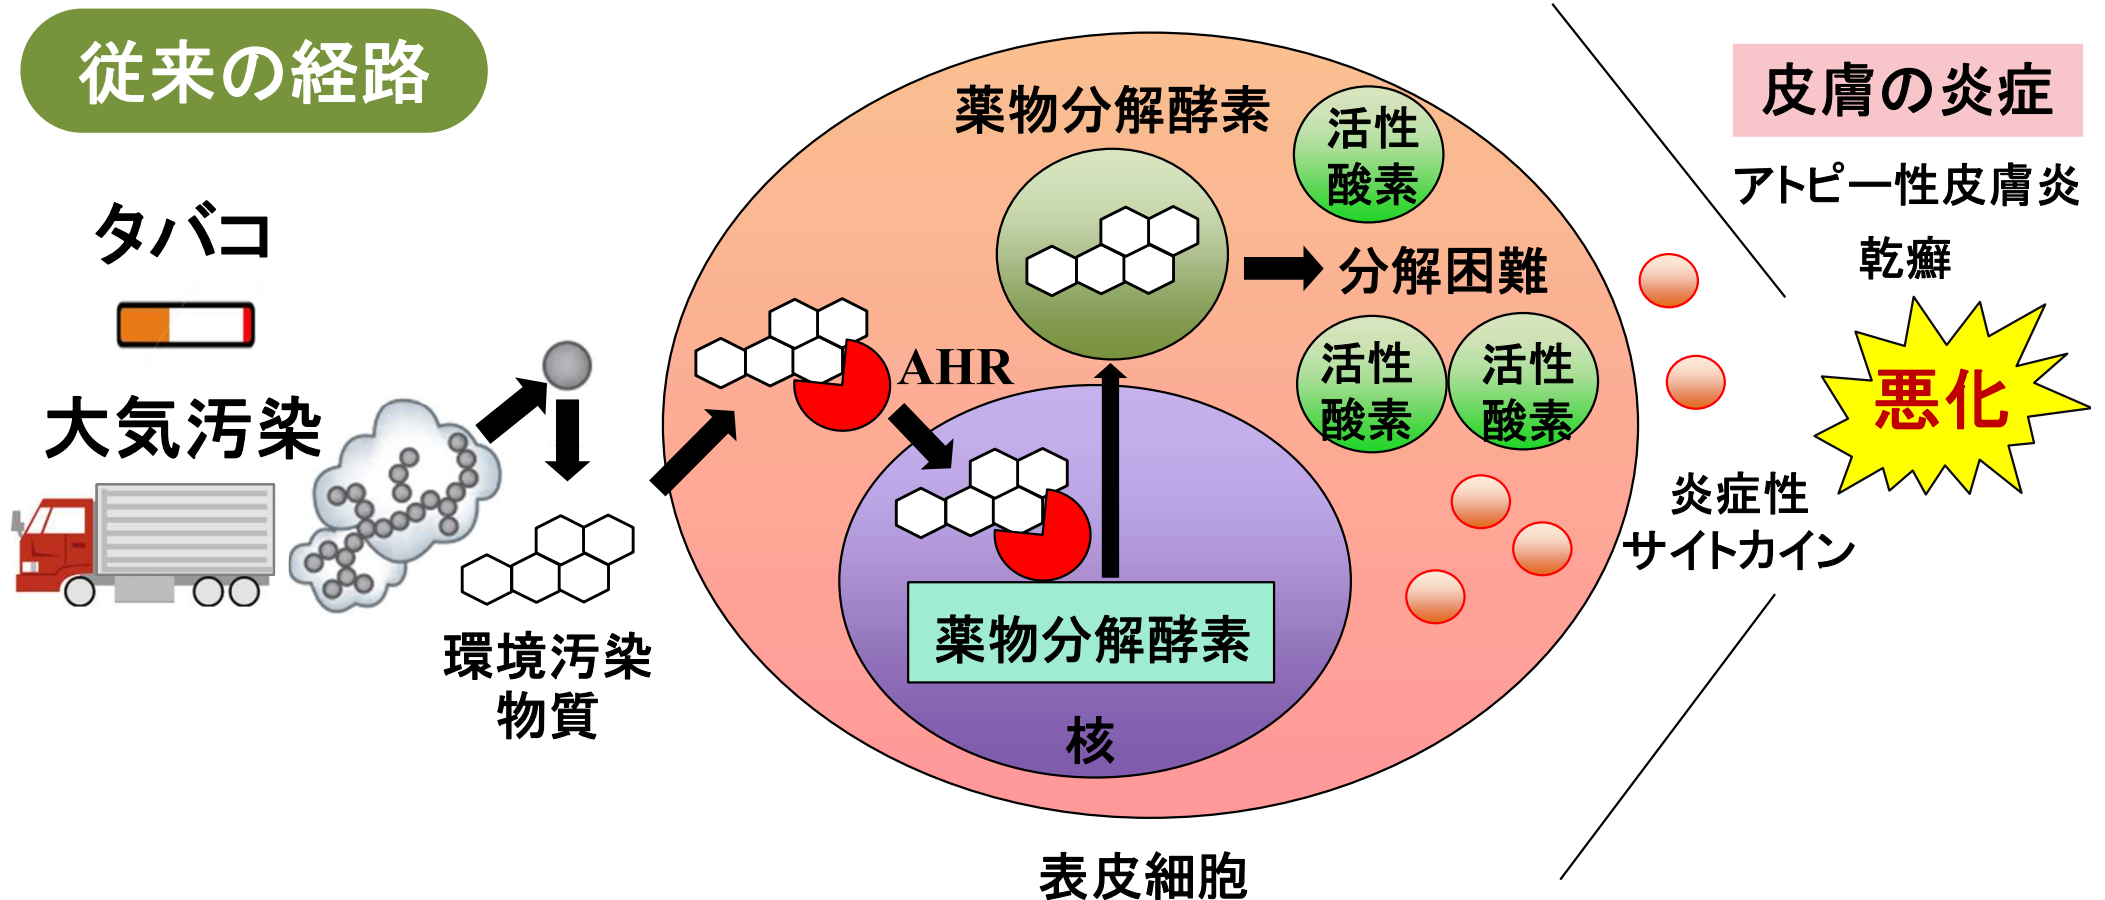 従来の経路
タバコ
大気汚染
環境汚染
物質
薬物分解酵素
活性
酸素
分解困難
活性
酸素
活性
酸素
AHR
薬物分解酵素
核
表皮細胞
皮膚の炎症
アトピー性皮膚炎
乾癬
悪化
炎症性
サイトカイン